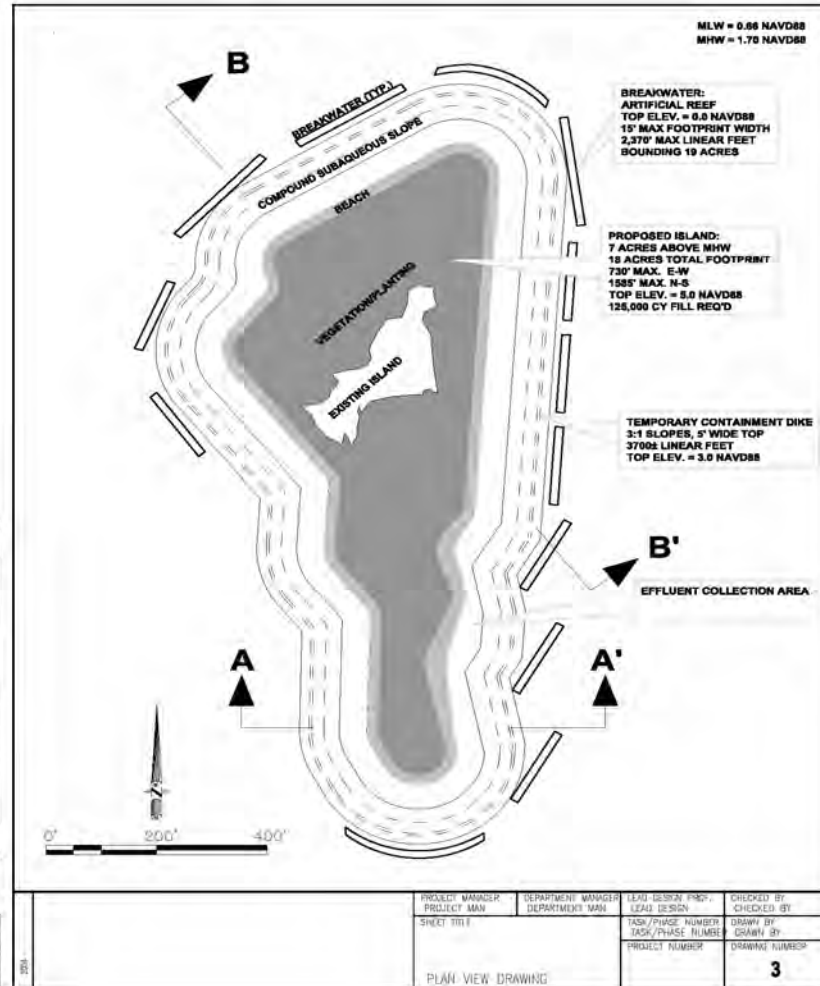 MLW = 0.66 NAVD88
MHW = 1.70 NAVD88
B
BREAKWATER (TYP.)
COMPOUND SUBAQUEOUS SLOPE
BEACH
VEGETATION/PLANTING
EXISTING ISLAND
BREAKWATER:
ARTIFICIAL REEF
TOP ELEV. = 0.0 NAVD88
15' MAX FOOTPRINT WIDTH
2,370' MAX LINEAR FEET
BOUNDING 19 ACRES
PROPOSED ISLAND:
7 ACRES ABOVE MHW
18 ACRES TOTAL FOOTPRINT
730' MAX. E-W
1585' MAX. N-S
TOP ELEV. = 5.0 NAVD88
125,000 CY FILL REQ'D
TEMPORARY CONTAINMENT DIKE
3:1 SLOPES, 5' WIDE TOP
3700± LINEAR FEET
TOP ELEV. = 3.0 NAVD88
B'
EFFLUENT COLLECTION AREA
A
A'
N
0' 200' 400'
PROJECT MANAGER
PROJECT MAN
DEPARTMENT MANAGER
DEPARTMENT MAN
LEAD DESIGN PROF.
LEAD DESIGN
CHECKED BY
CHECKED BY
SHEET TITLE
TASK/PHASE NUMBER
TASK/PHASE NUMBER
DRAWN BY
DRAWN BY
PROJECT NUMBER
DRAWING NUMBER
PLAN VIEW DRAWING
3